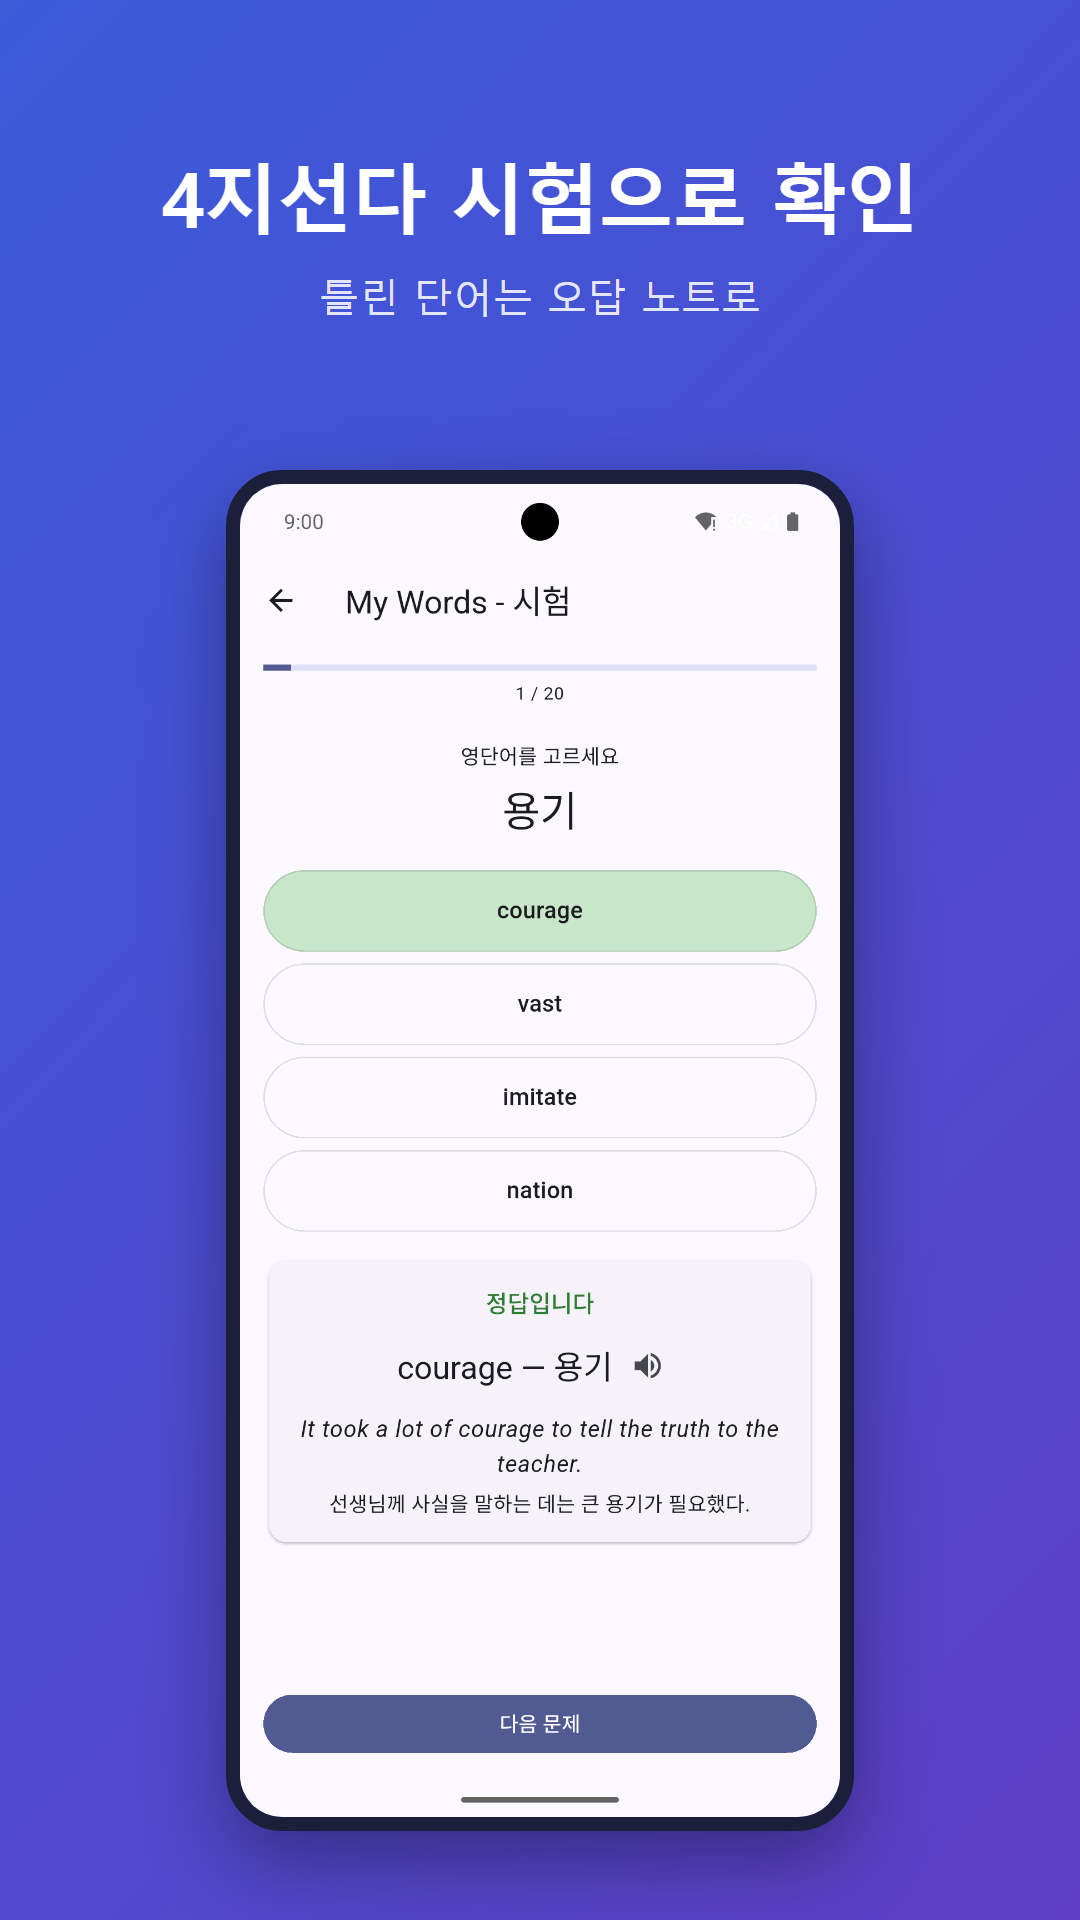 4지선다 시험으로 확인
틀린 단어는 오답 노트로
9:00
3G
My Words - 시험
1 / 20
영단어를 고르세요
용기
courage
vast
imitate
nation
정답입니다
courage — 용기
It took a lot of courage to tell the truth to the
teacher.
선생님께 사실을 말하는 데는 큰 용기가 필요했다.
다음 문제